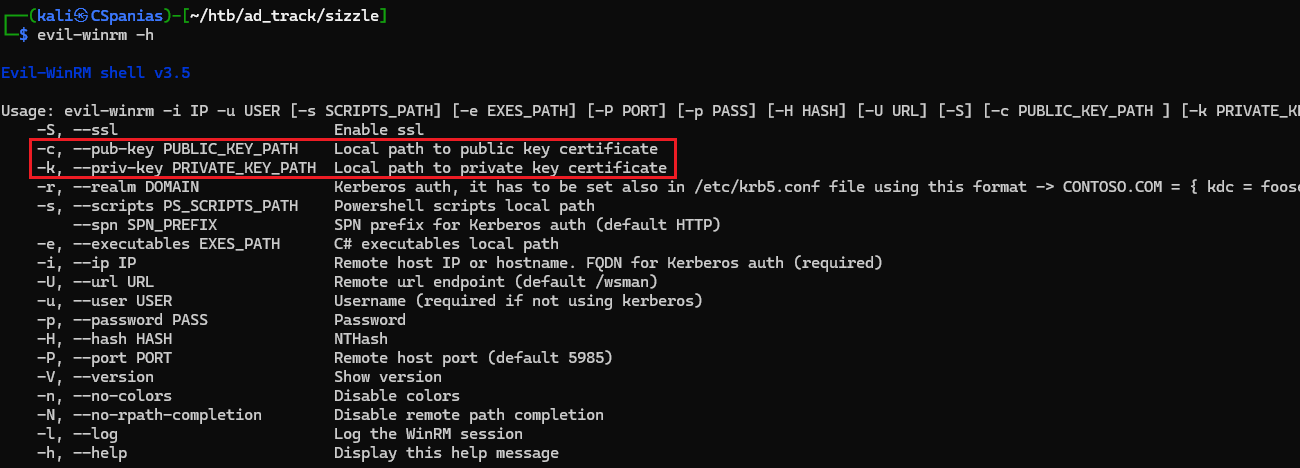 (kali㉿CSpanias)-[~/htb/ad_track/sizzle]
$ evil-winrm -h
Evil-WinRM shell v3.5
Usage: evil-winrm -i IP -u USER [-s SCRIPTS_PATH] [-e EXES_PATH] [-P PORT] [-p PASS] [-H HASH] [-U URL] [-S] [-c PUBLIC_KEY_PATH ] [-k PRIVATE_KE
-S, --ssl Enable ssl
-c, --pub-key PUBLIC_KEY_PATH Local path to public key certificate
-k, --priv-key PRIVATE_KEY_PATH Local path to private key certificate
-r, --realm DOMAIN Kerberos auth, it has to be set also in /etc/krb5.conf file using this format -> CONTOSO.COM = { kdc = foose
-s, --scripts PS_SCRIPTS_PATH Powershell scripts local path
--spn SPN_PREFIX SPN prefix for Kerberos auth (default HTTP)
-e, --executables EXES_PATH C# executables local path
-i, --ip IP Remote host IP or hostname. FQDN for Kerberos auth (required)
-U, --url URL Remote url endpoint (default /wsman)
-u, --user USER Username (required if not using kerberos)
-p, --password PASS Password
-H, --hash HASH NTHash
-P, --port PORT Remote host port (default 5985)
-V, --version Show version
-n, --no-colors Disable colors
-N, --no-rpath-completion Disable remote path completion
-l, --log Log the WinRM session
-h, --help Display this help message